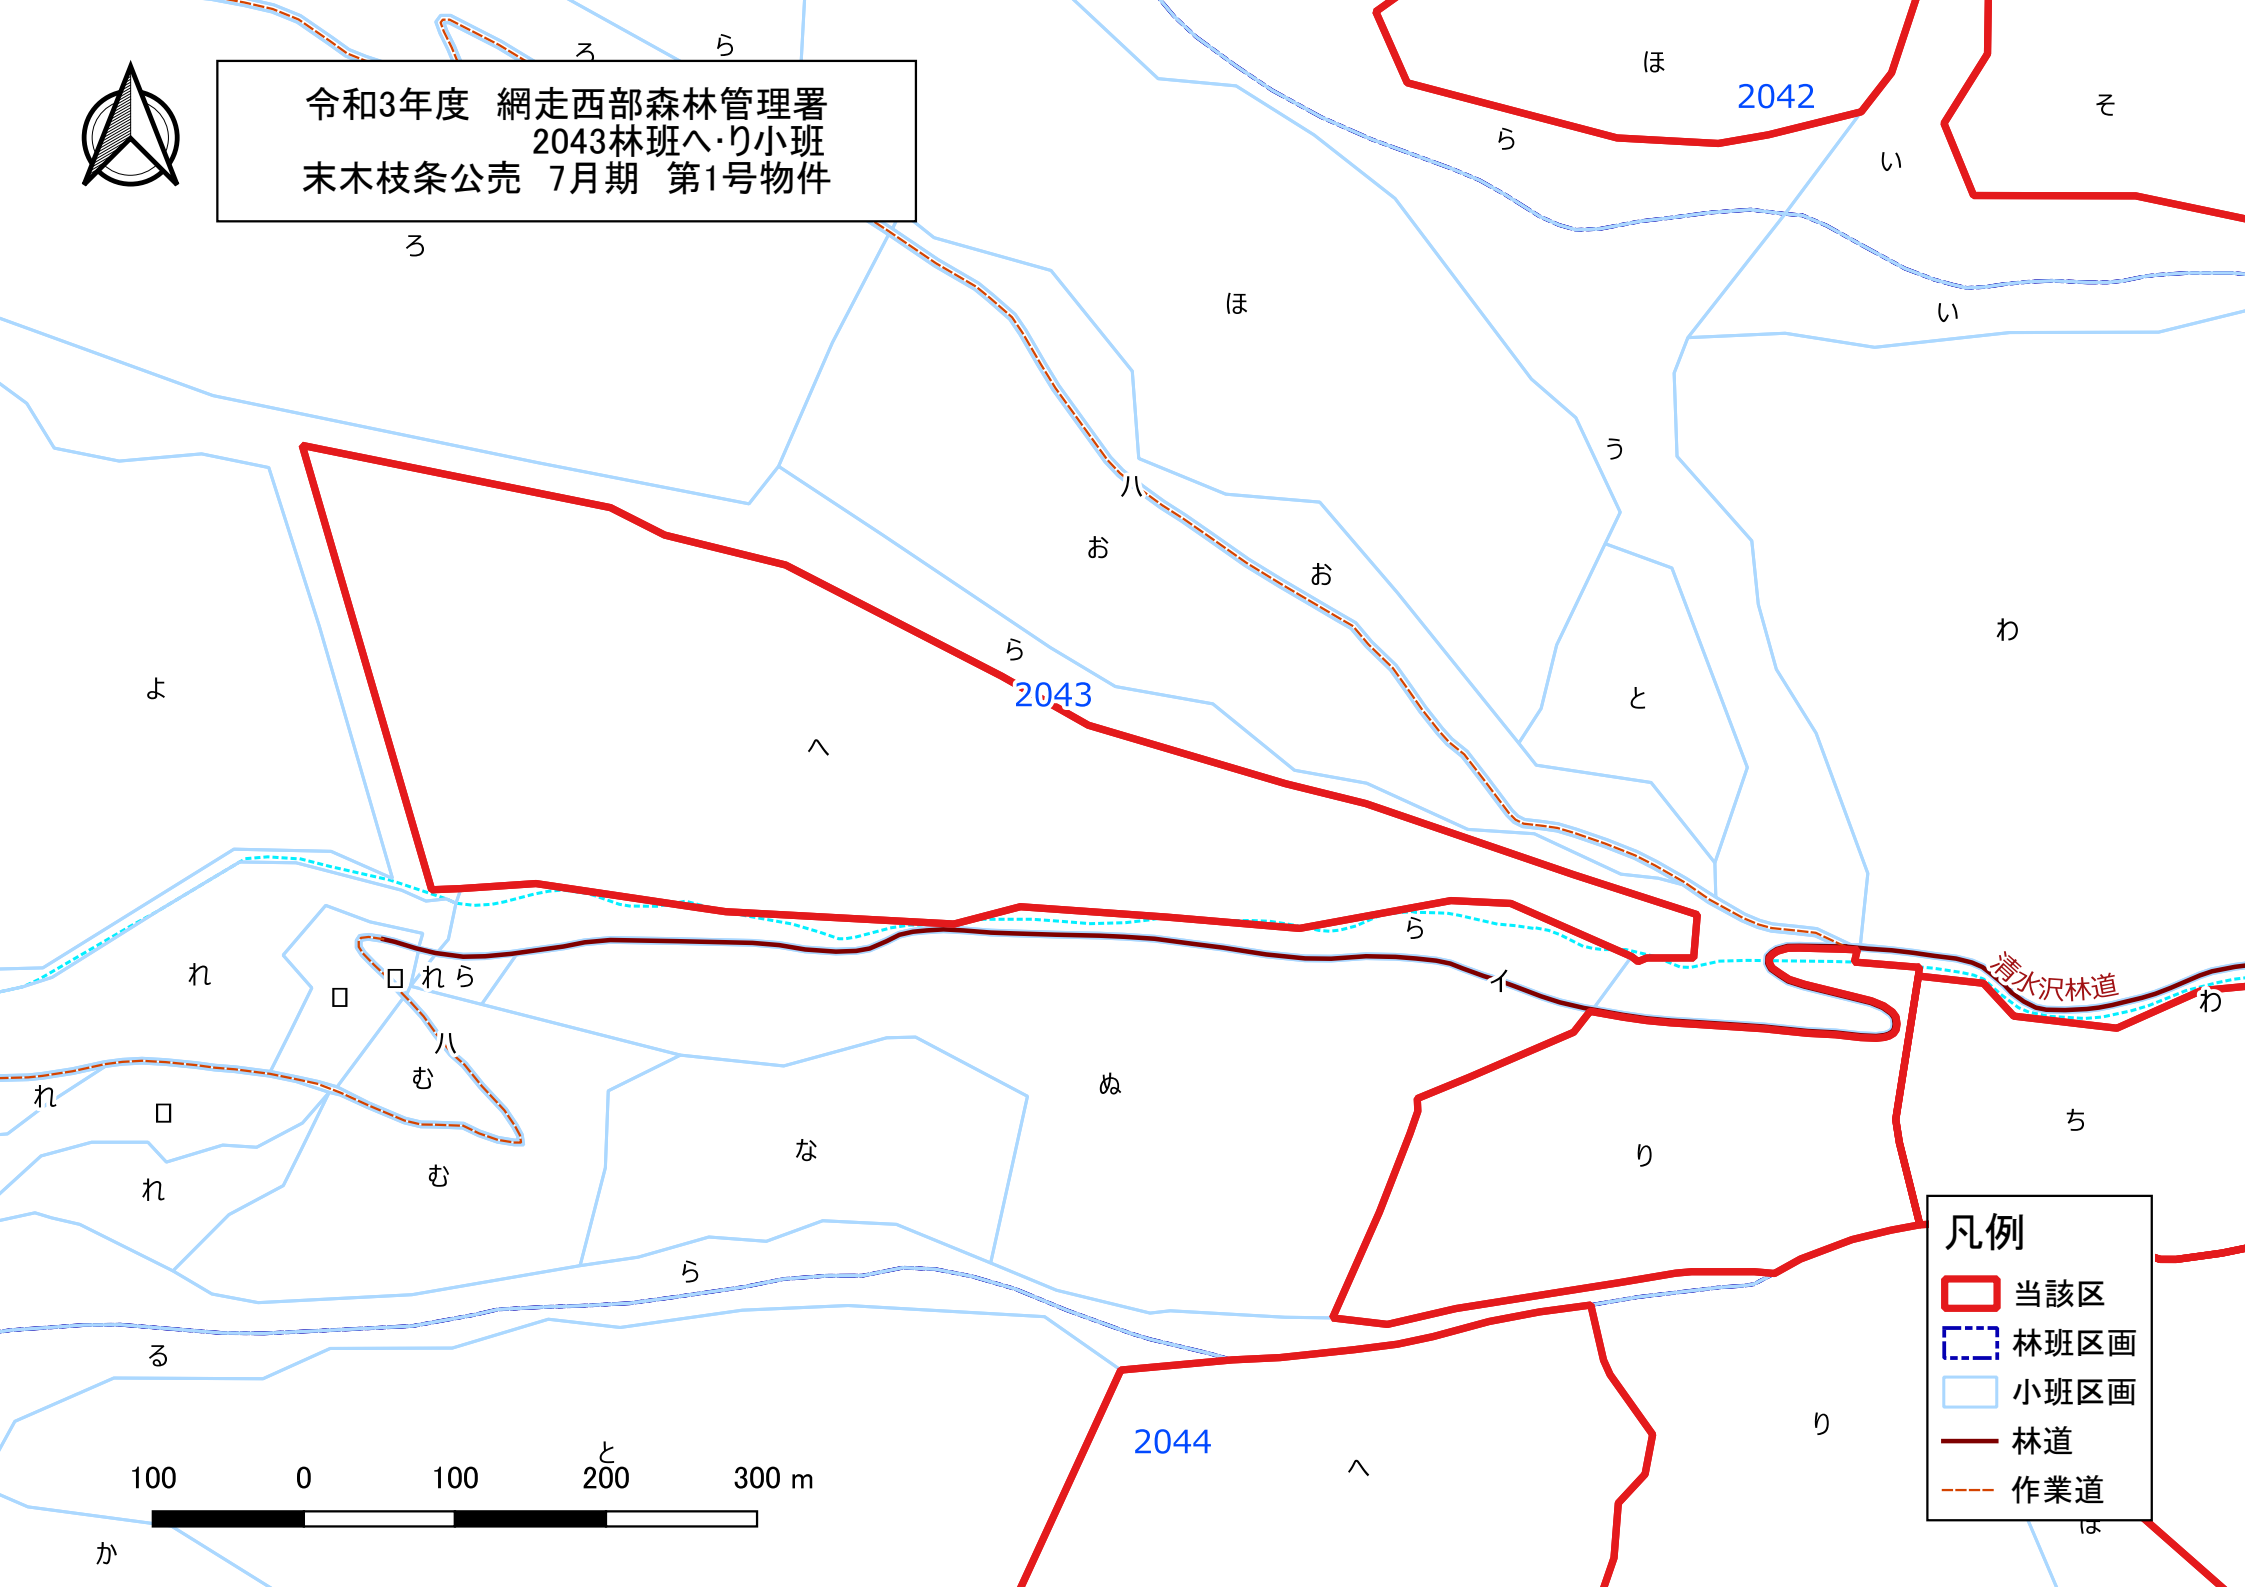 ろ
ら
ほ
2042
そ
令和3年度　網走西部森林管理署
2043林班へ・り小班
末木枝条公売　7月期　第1号物件
ら
い
ろ
ほ
い
う
ハ
お
お
わ
ら
2043
よ
と
へ
ら
れ
ロ
ロ
れ
ら
イ
清水沢林道
わ
ハ
む
れ
ロ
ぬ
な
り
ち
む
れ
ら
る
凡例
当該区
林班区画
小班区画
林道
作業道
2044
へ
り
と
100 0 100 200 300 m
か
は